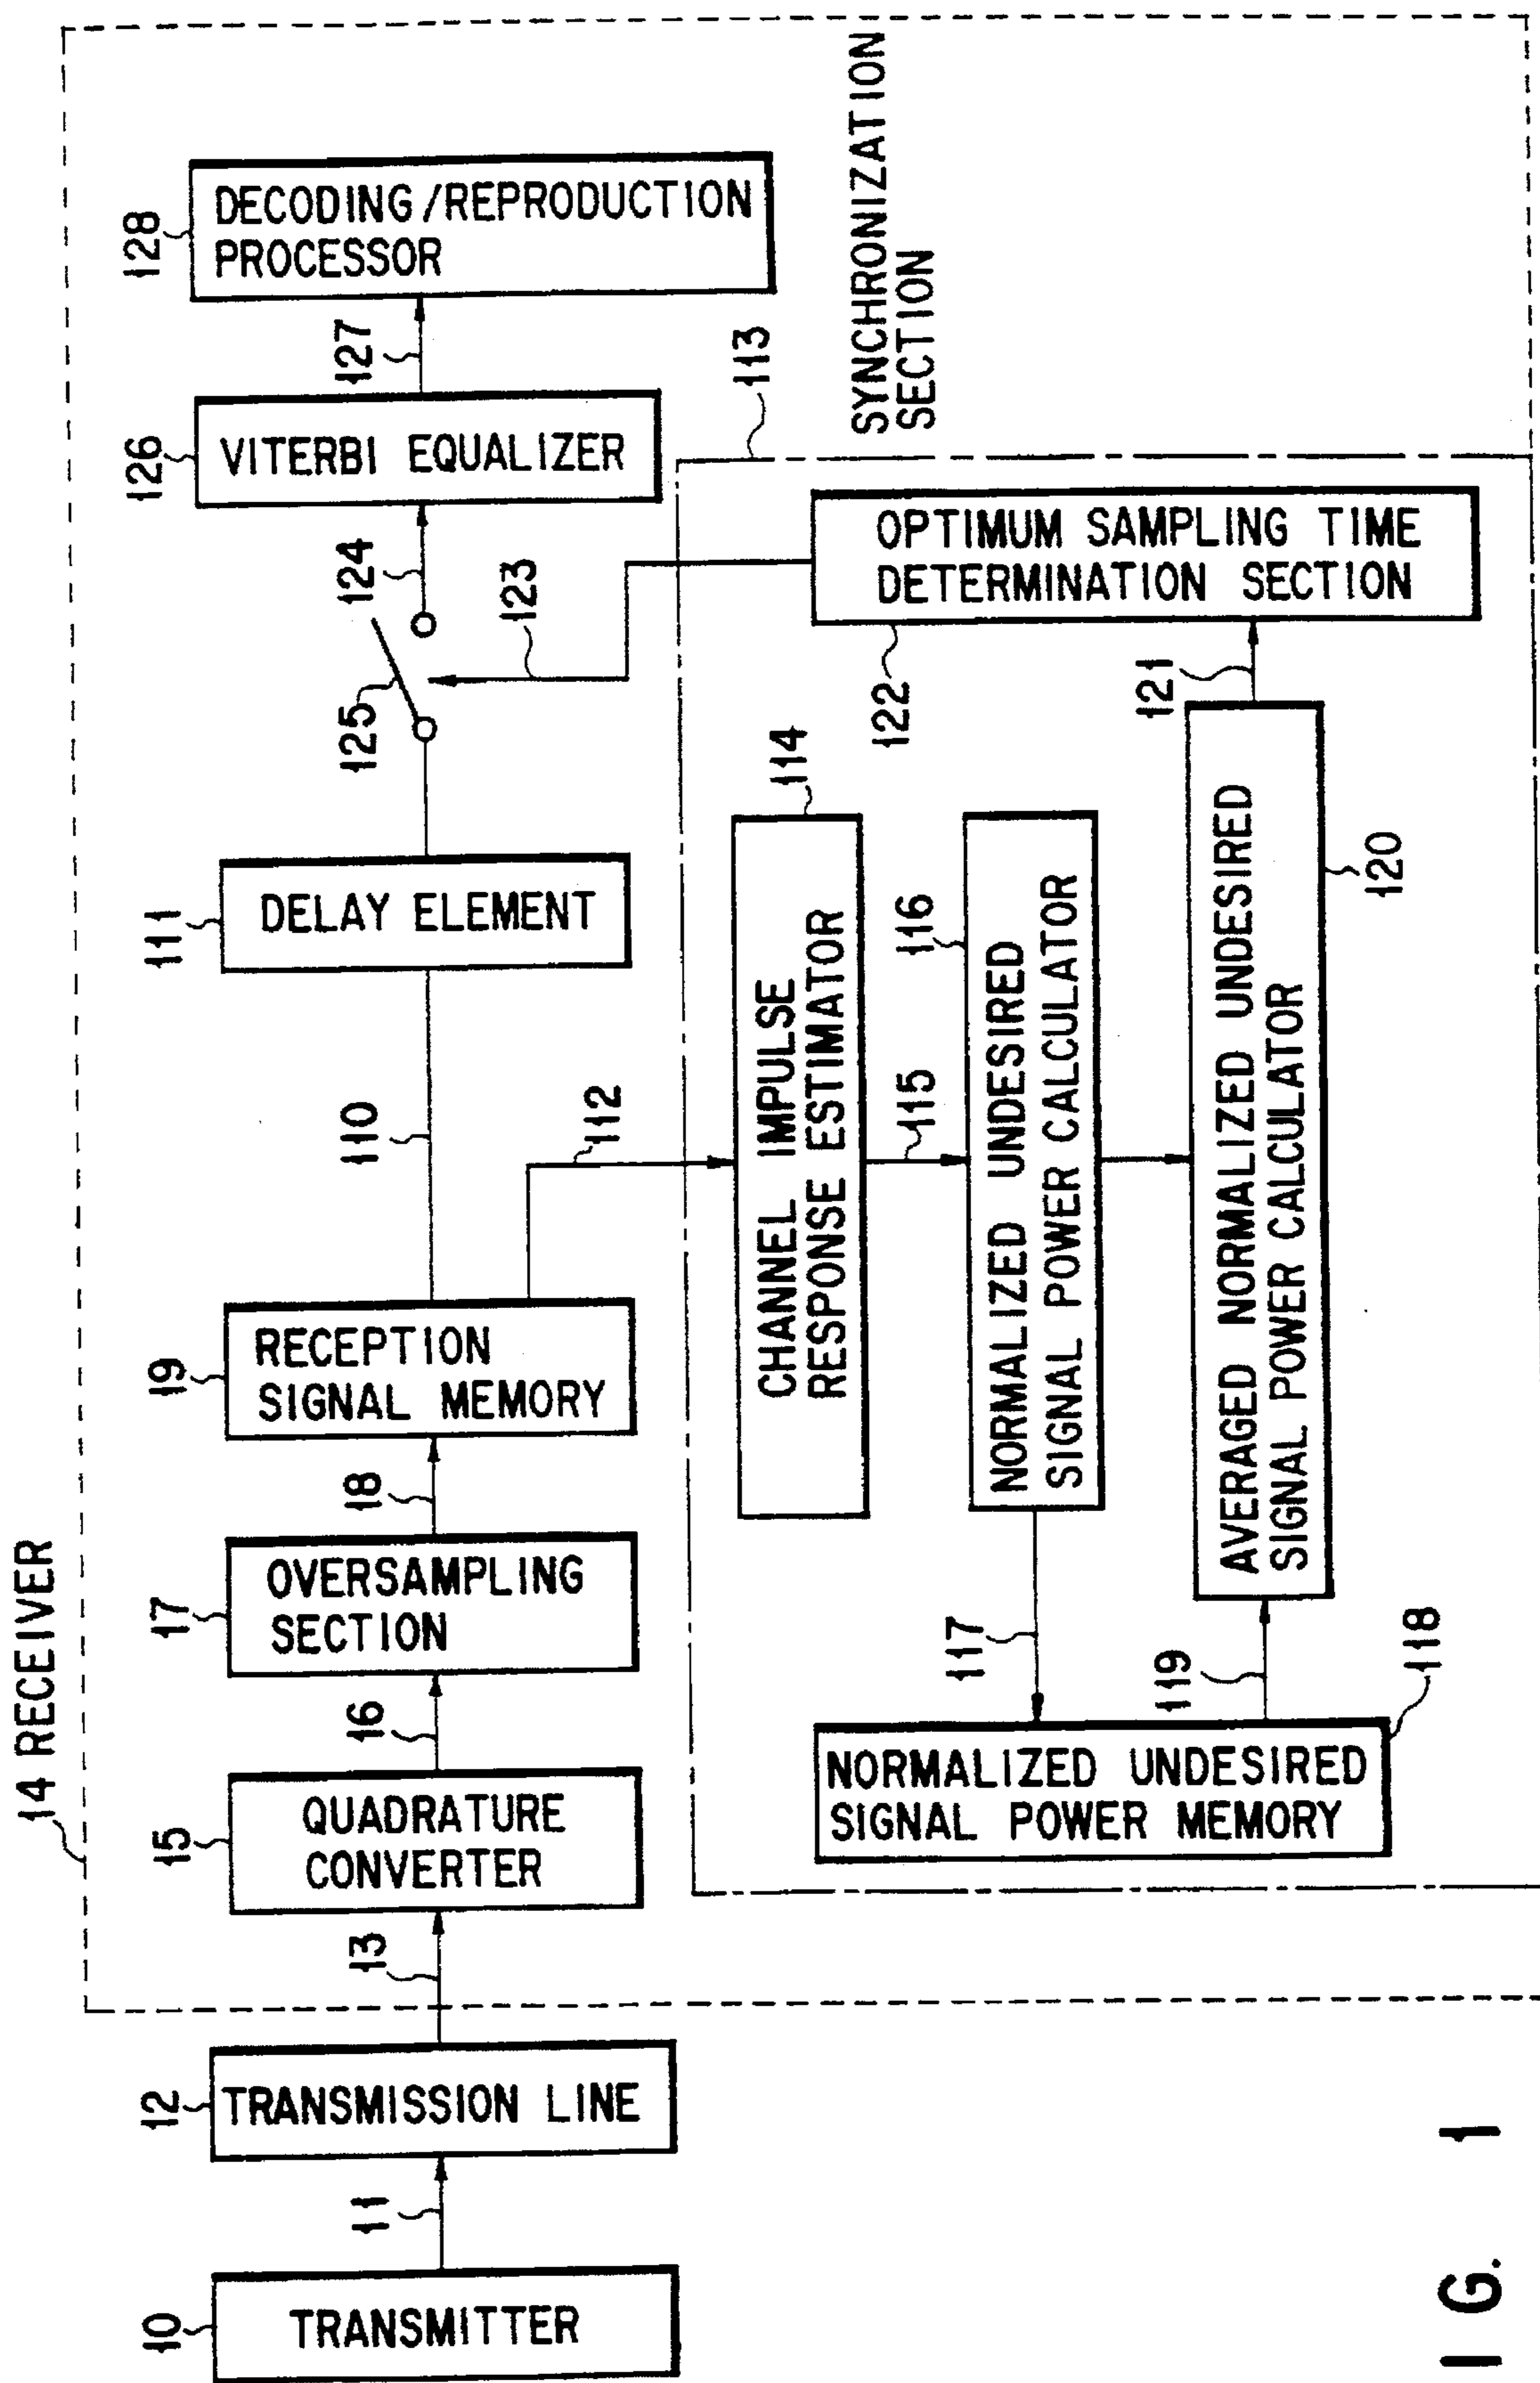 14 RECEIVER
10
TRANSMITTER
11
12
TRANSMISSION LINE
13
15
QUADRATURE
CONVERTER
16
17
OVERSAMPLING
SECTION
18
19
RECEPTION
SIGNAL MEMORY
110
112
111
DELAY ELEMENT
125
124
123
126
VITERBI EQUALIZER
127
128
DECODING/REPRODUCTION
PROCESSOR
113
SYNCHRONIZATION
SECTION
114
CHANNEL IMPULSE
RESPONSE ESTIMATOR
115
116
NORMALIZED UNDESIRED
SIGNAL POWER CALCULATOR
117
NORMALIZED UNDESIRED
SIGNAL POWER MEMORY
118
119
AVERAGED NORMALIZED UNDESIRED
SIGNAL POWER CALCULATOR
120
121
122
OPTIMUM SAMPLING TIME
DETERMINATION SECTION
IG. 1